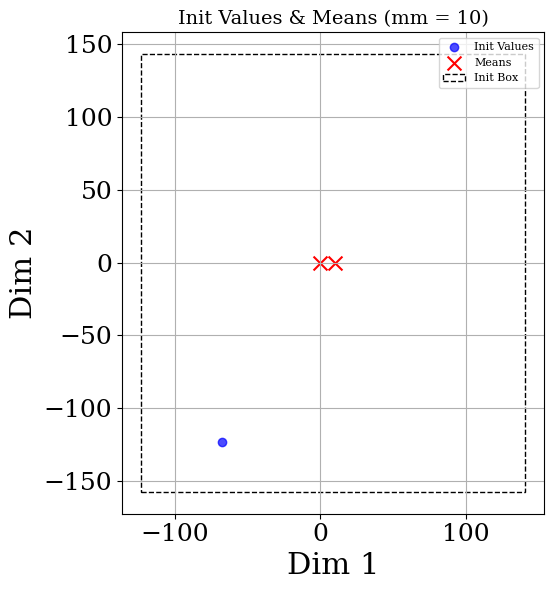 Init Values & Means (mm = 10)
Init Values
Means
Init Box
150
100
50
0
−50
−100
−150
Dim 2
−100
0
100
Dim 1